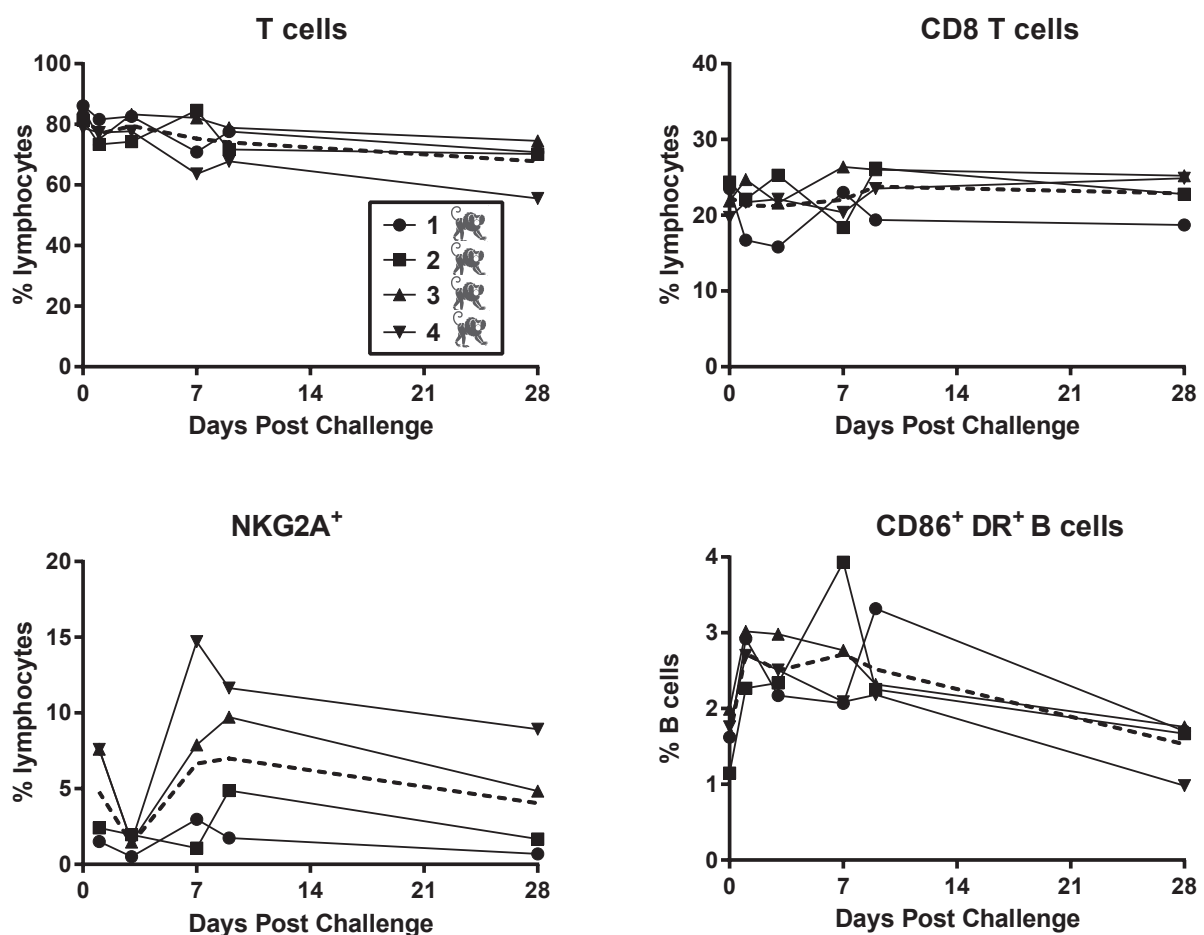 T cells
100
80
60
40
20
0
% lymphocytes
0 7 14 21 28
Days Post Challenge
1
2
3
4
CD8 T cells
40
30
20
10
0
% lymphocytes
0 7 14 21 28
Days Post Challenge
NKG2A⁺
20
15
10
5
0
% lymphocytes
0 7 14 21 28
Days Post Challenge
CD86⁺ DR⁺ B cells
4
3
2
1
0
% B cells
0 7 14 21 28
Days Post Challenge